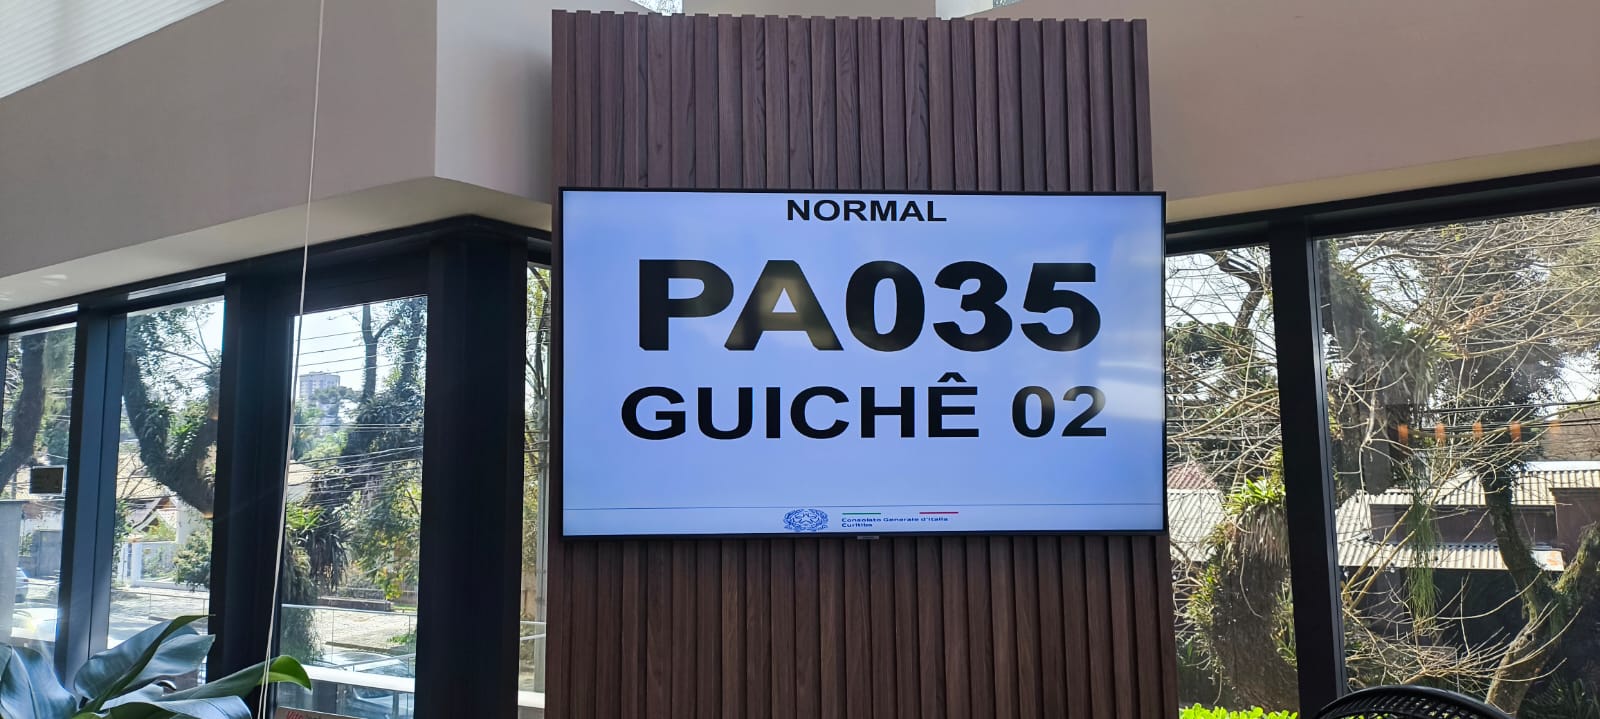 NORMAL
PA035
GUICHÊ 02
Consolato Generale d'Italia
Curitiba